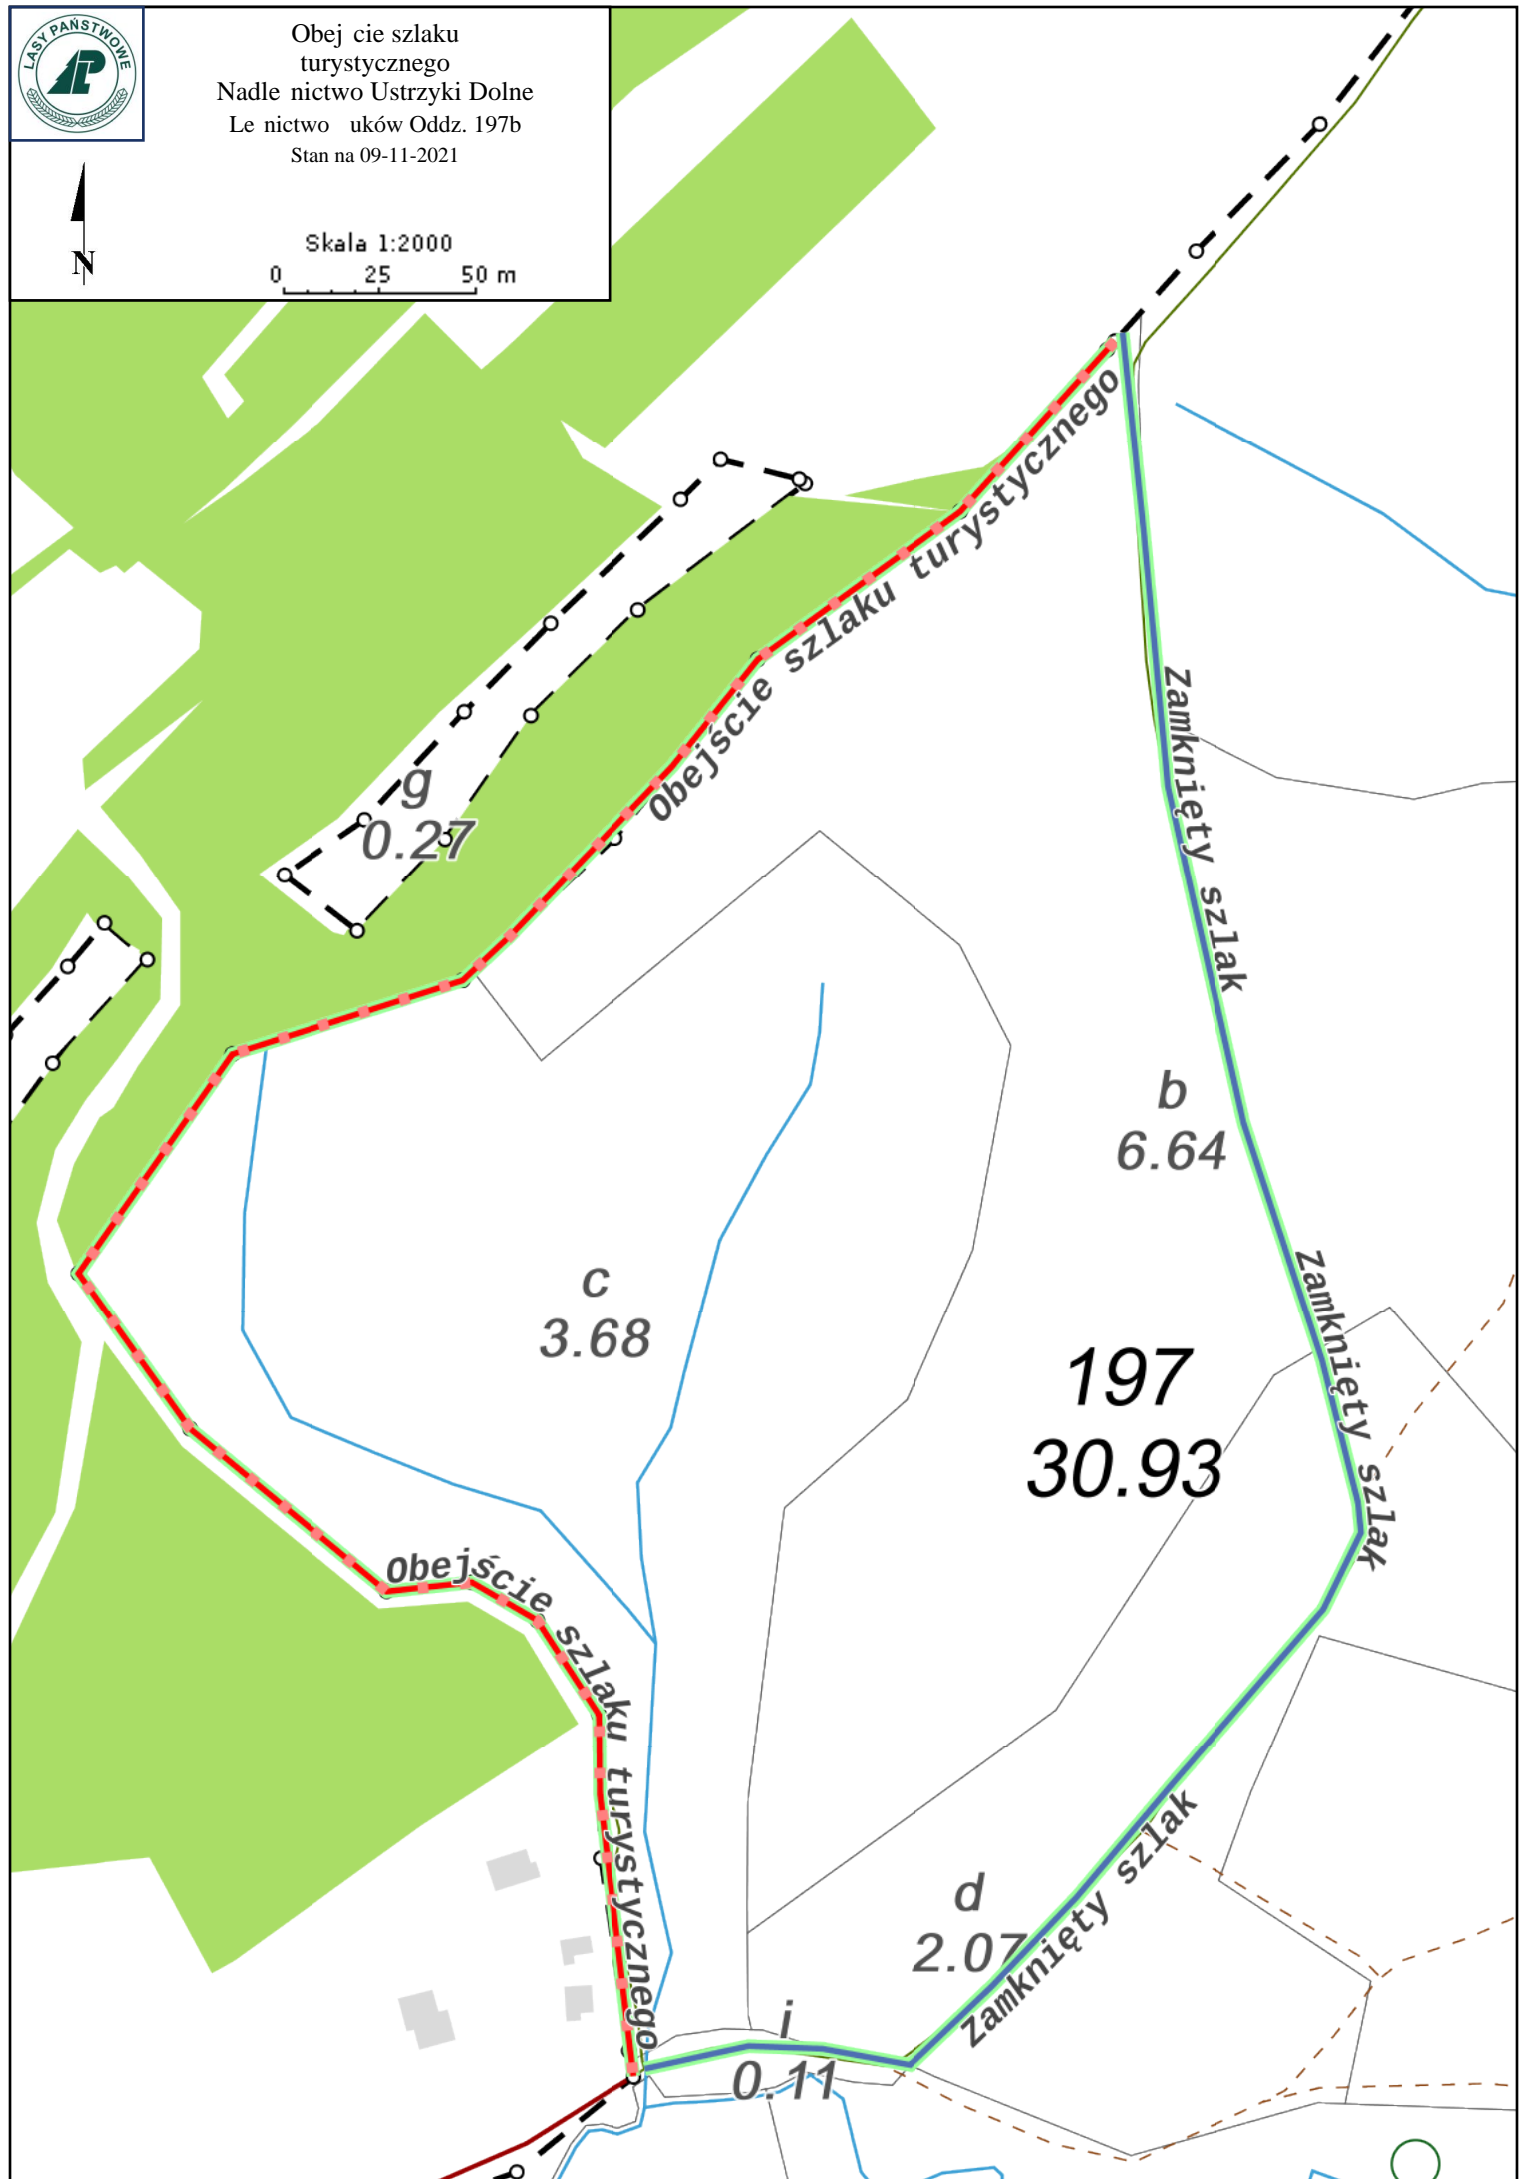 LASY PAŃSTWOWE
Obej cie szlaku
turystycznego
Nadle nictwo Ustrzyki Dolne
Le nictwo uków Oddz. 197b
Stan na 09-11-2021
N
Skala 1:2000
0 25 50 m
Obejście szlaku turystycznego
Zamknięty szlak
g
0.27
b
6.64
c
3.68
Zamknięty szlak
197
30.93
Obejście szlaku turystycznego
d
2.07
Zamknięty szlak
i
0.11